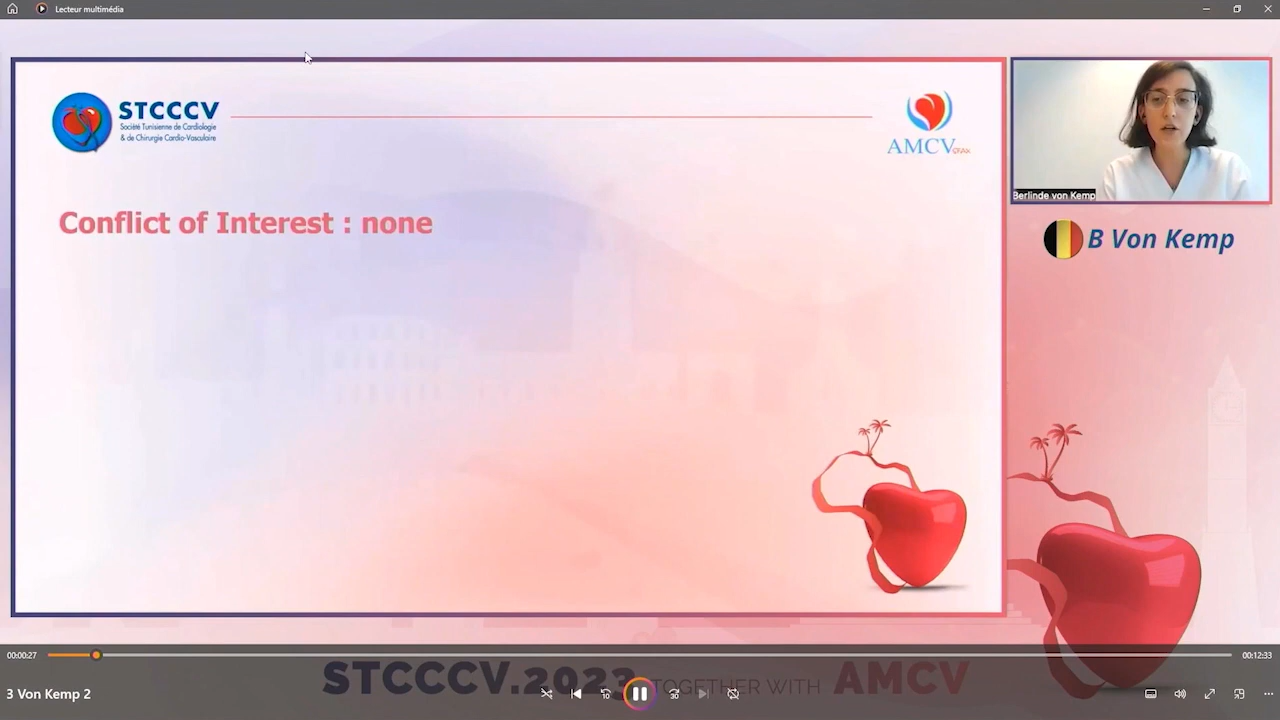 Lecteur multimédia
STCCCV
Société Tunisienne de Cardiologie
& de Chirurgie Cardio-Vasculaire
AMCV
Conflict of Interest : none
Berlinde von Kemp
B Von Kemp
00:00:27
00:12:33
STCCCV.2023 TOGETHER WITH AMCV
3 Von Kemp 2